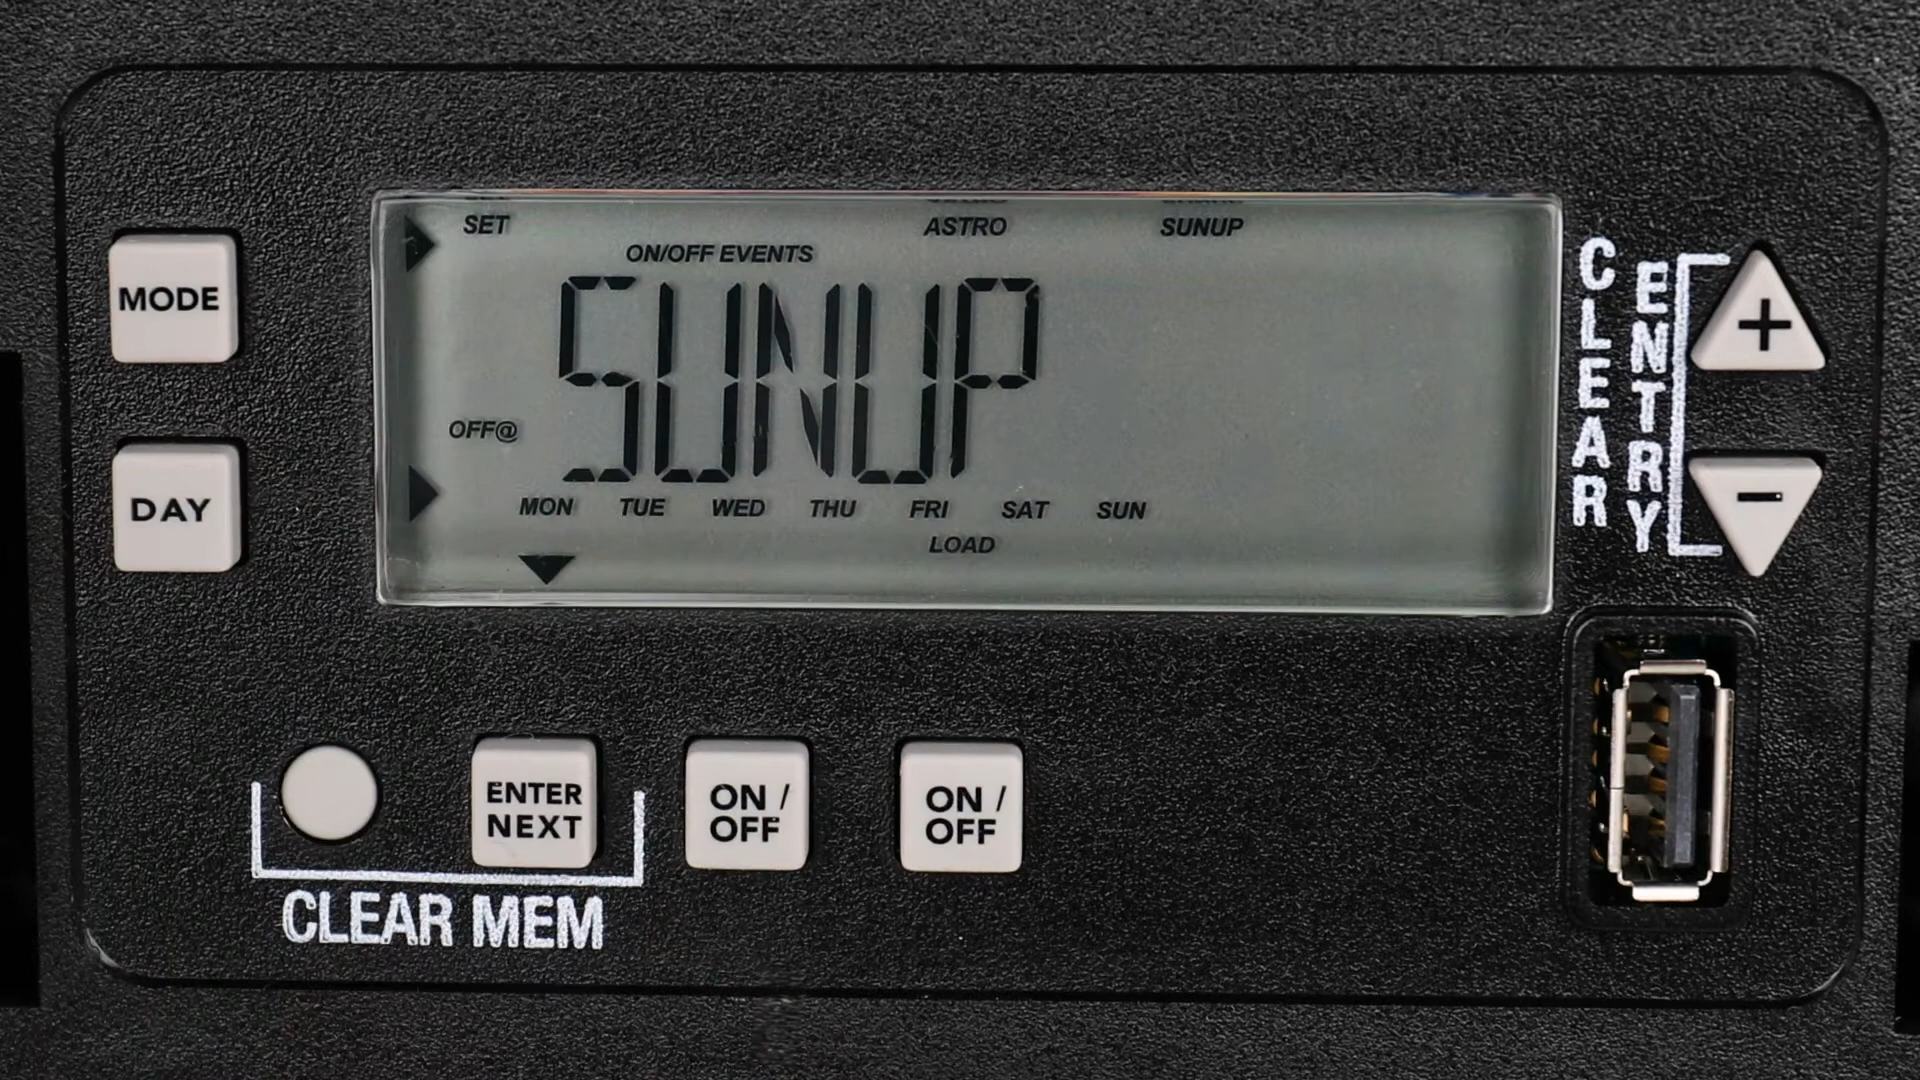 SET
ASTRO
SUNUP
ON/OFF EVENTS
SUNUP
OFF@
MON TUE WED THU FRI SAT SUN
LOAD
MODE
DAY
CLEAR
ENTRY
+
-
ENTER
NEXT
ON /
OFF
ON /
OFF
CLEAR MEM